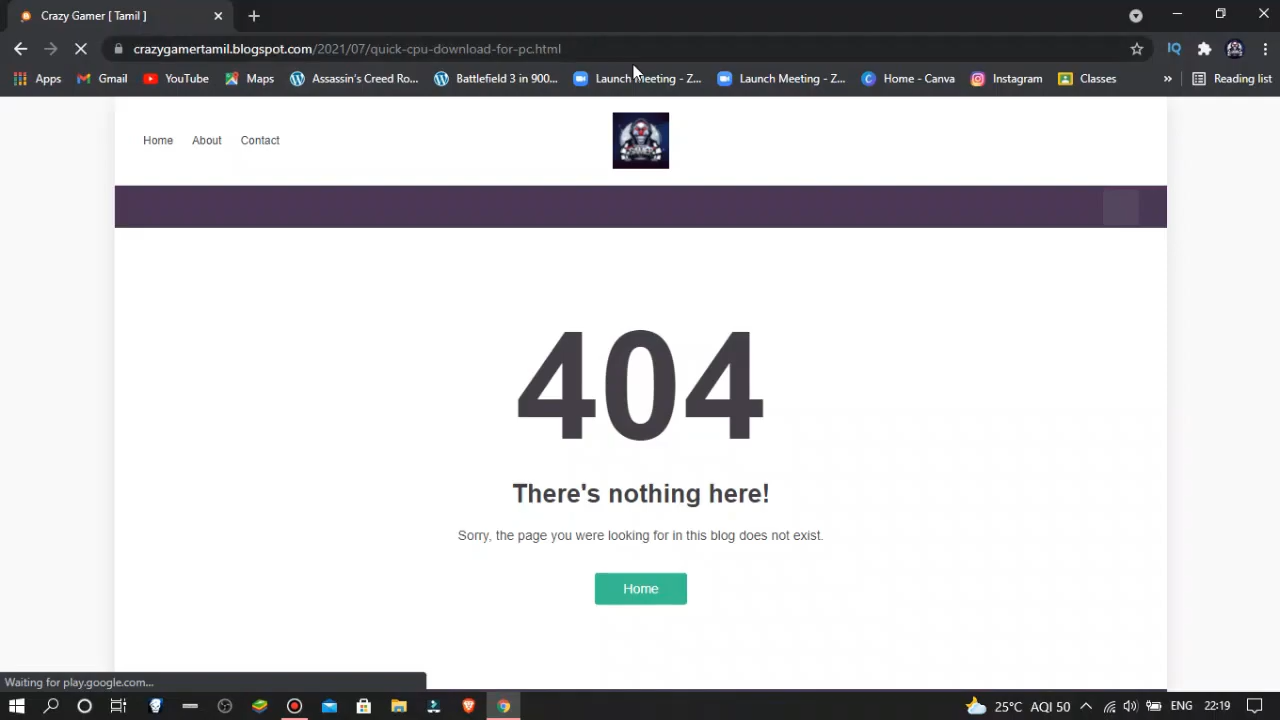 Crazy Gamer [ Tamil ]
crazygamertamil.blogspot.com/2021/07/quick-cpu-download-for-pc.html
IQ
Apps Gmail YouTube Maps Assassin's Creed Ro... Battlefield 3 in 900... Launch Meeting - Z... Launch Meeting - Z... Home - Canva Instagram Classes » Reading list
Home About Contact
404
There's nothing here!
Sorry, the page you were looking for in this blog does not exist.
Home
Waiting for play.google.com...
25°C AQI 50 ENG 22:19